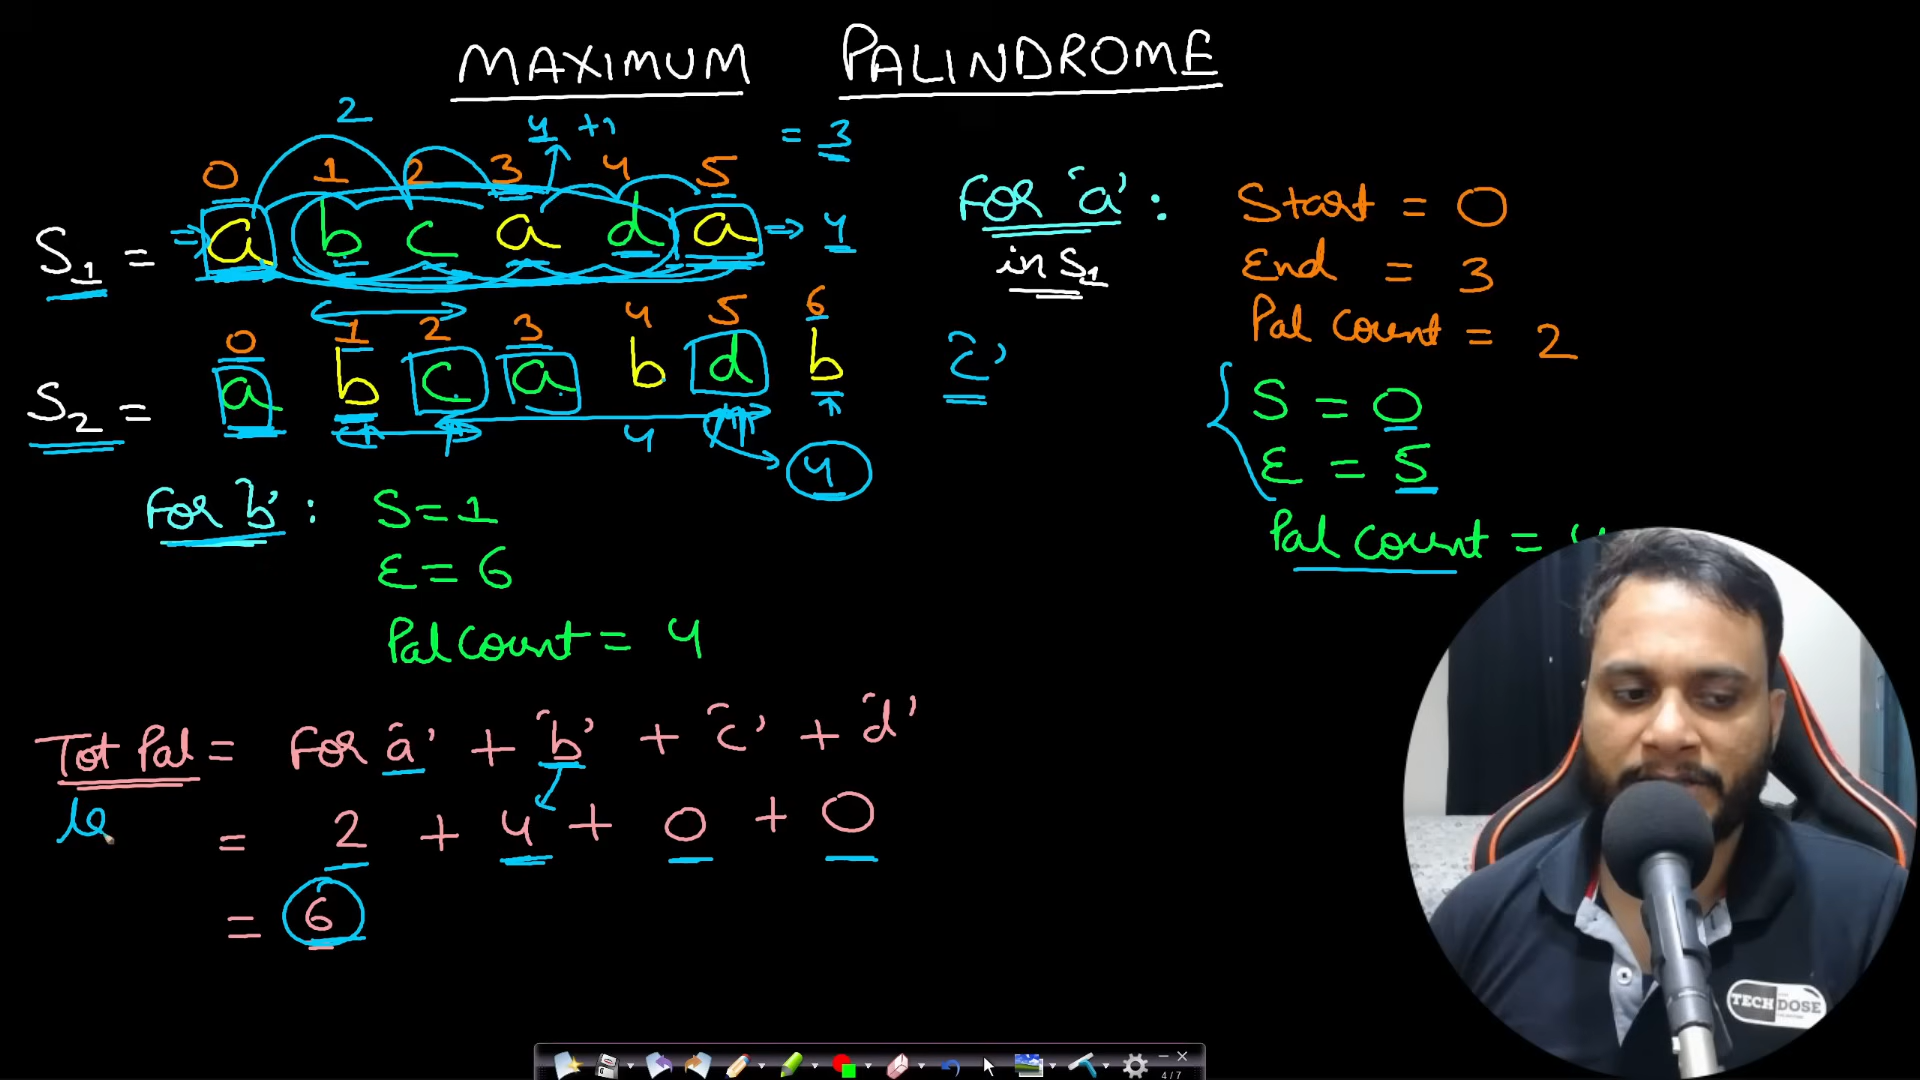 MAXIMUM PALINDROME
2 4 +1 = 3
0 1 2 3 4 5
S1 = a b c a d a => 4
0 1 2 3 4 5 6
S2 = a b c a b d b 'c'
4
4
For 'a' :
in S1
Start = 0
End = 3
Pal Count = 2
S = 0
E = 5
Pal Count =
For 'b' :
S = 1
E = 6
Pal Count = 4
Tot Pal = For 'a' + 'b' + 'c' + 'd'
= 2 + 4 + 0 + 0
= 6
TECH DOSE
4/7